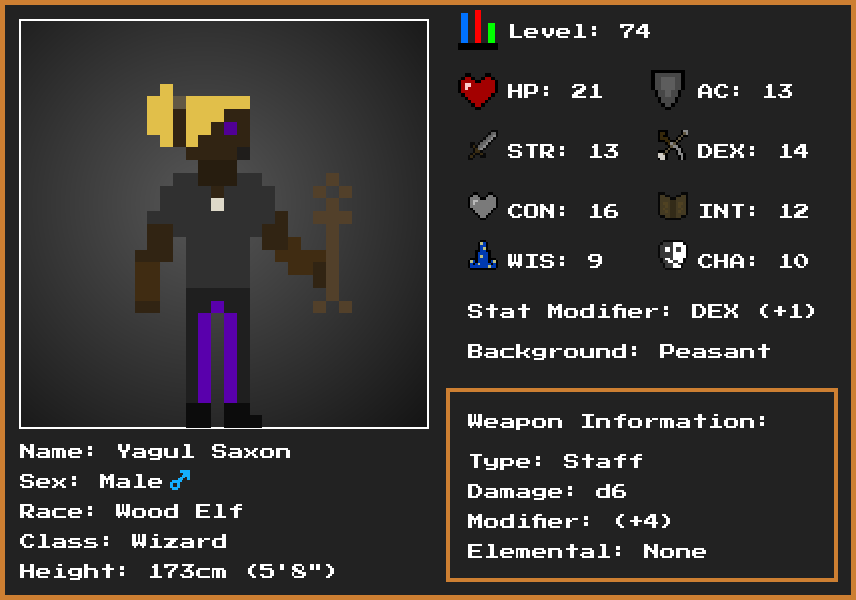 Level: 74
HP: 21
AC: 13
STR: 13
DEX: 14
CON: 16
INT: 12
WIS: 9
CHA: 10
Stat Modifier: DEX (+1)
Background: Peasant
Weapon Information:
Type: Staff
Damage: d6
Modifier: (+4)
Elemental: None
Name: Yagul Saxon
Sex: Male ♂
Race: Wood Elf
Class: Wizard
Height: 173cm (5'8")